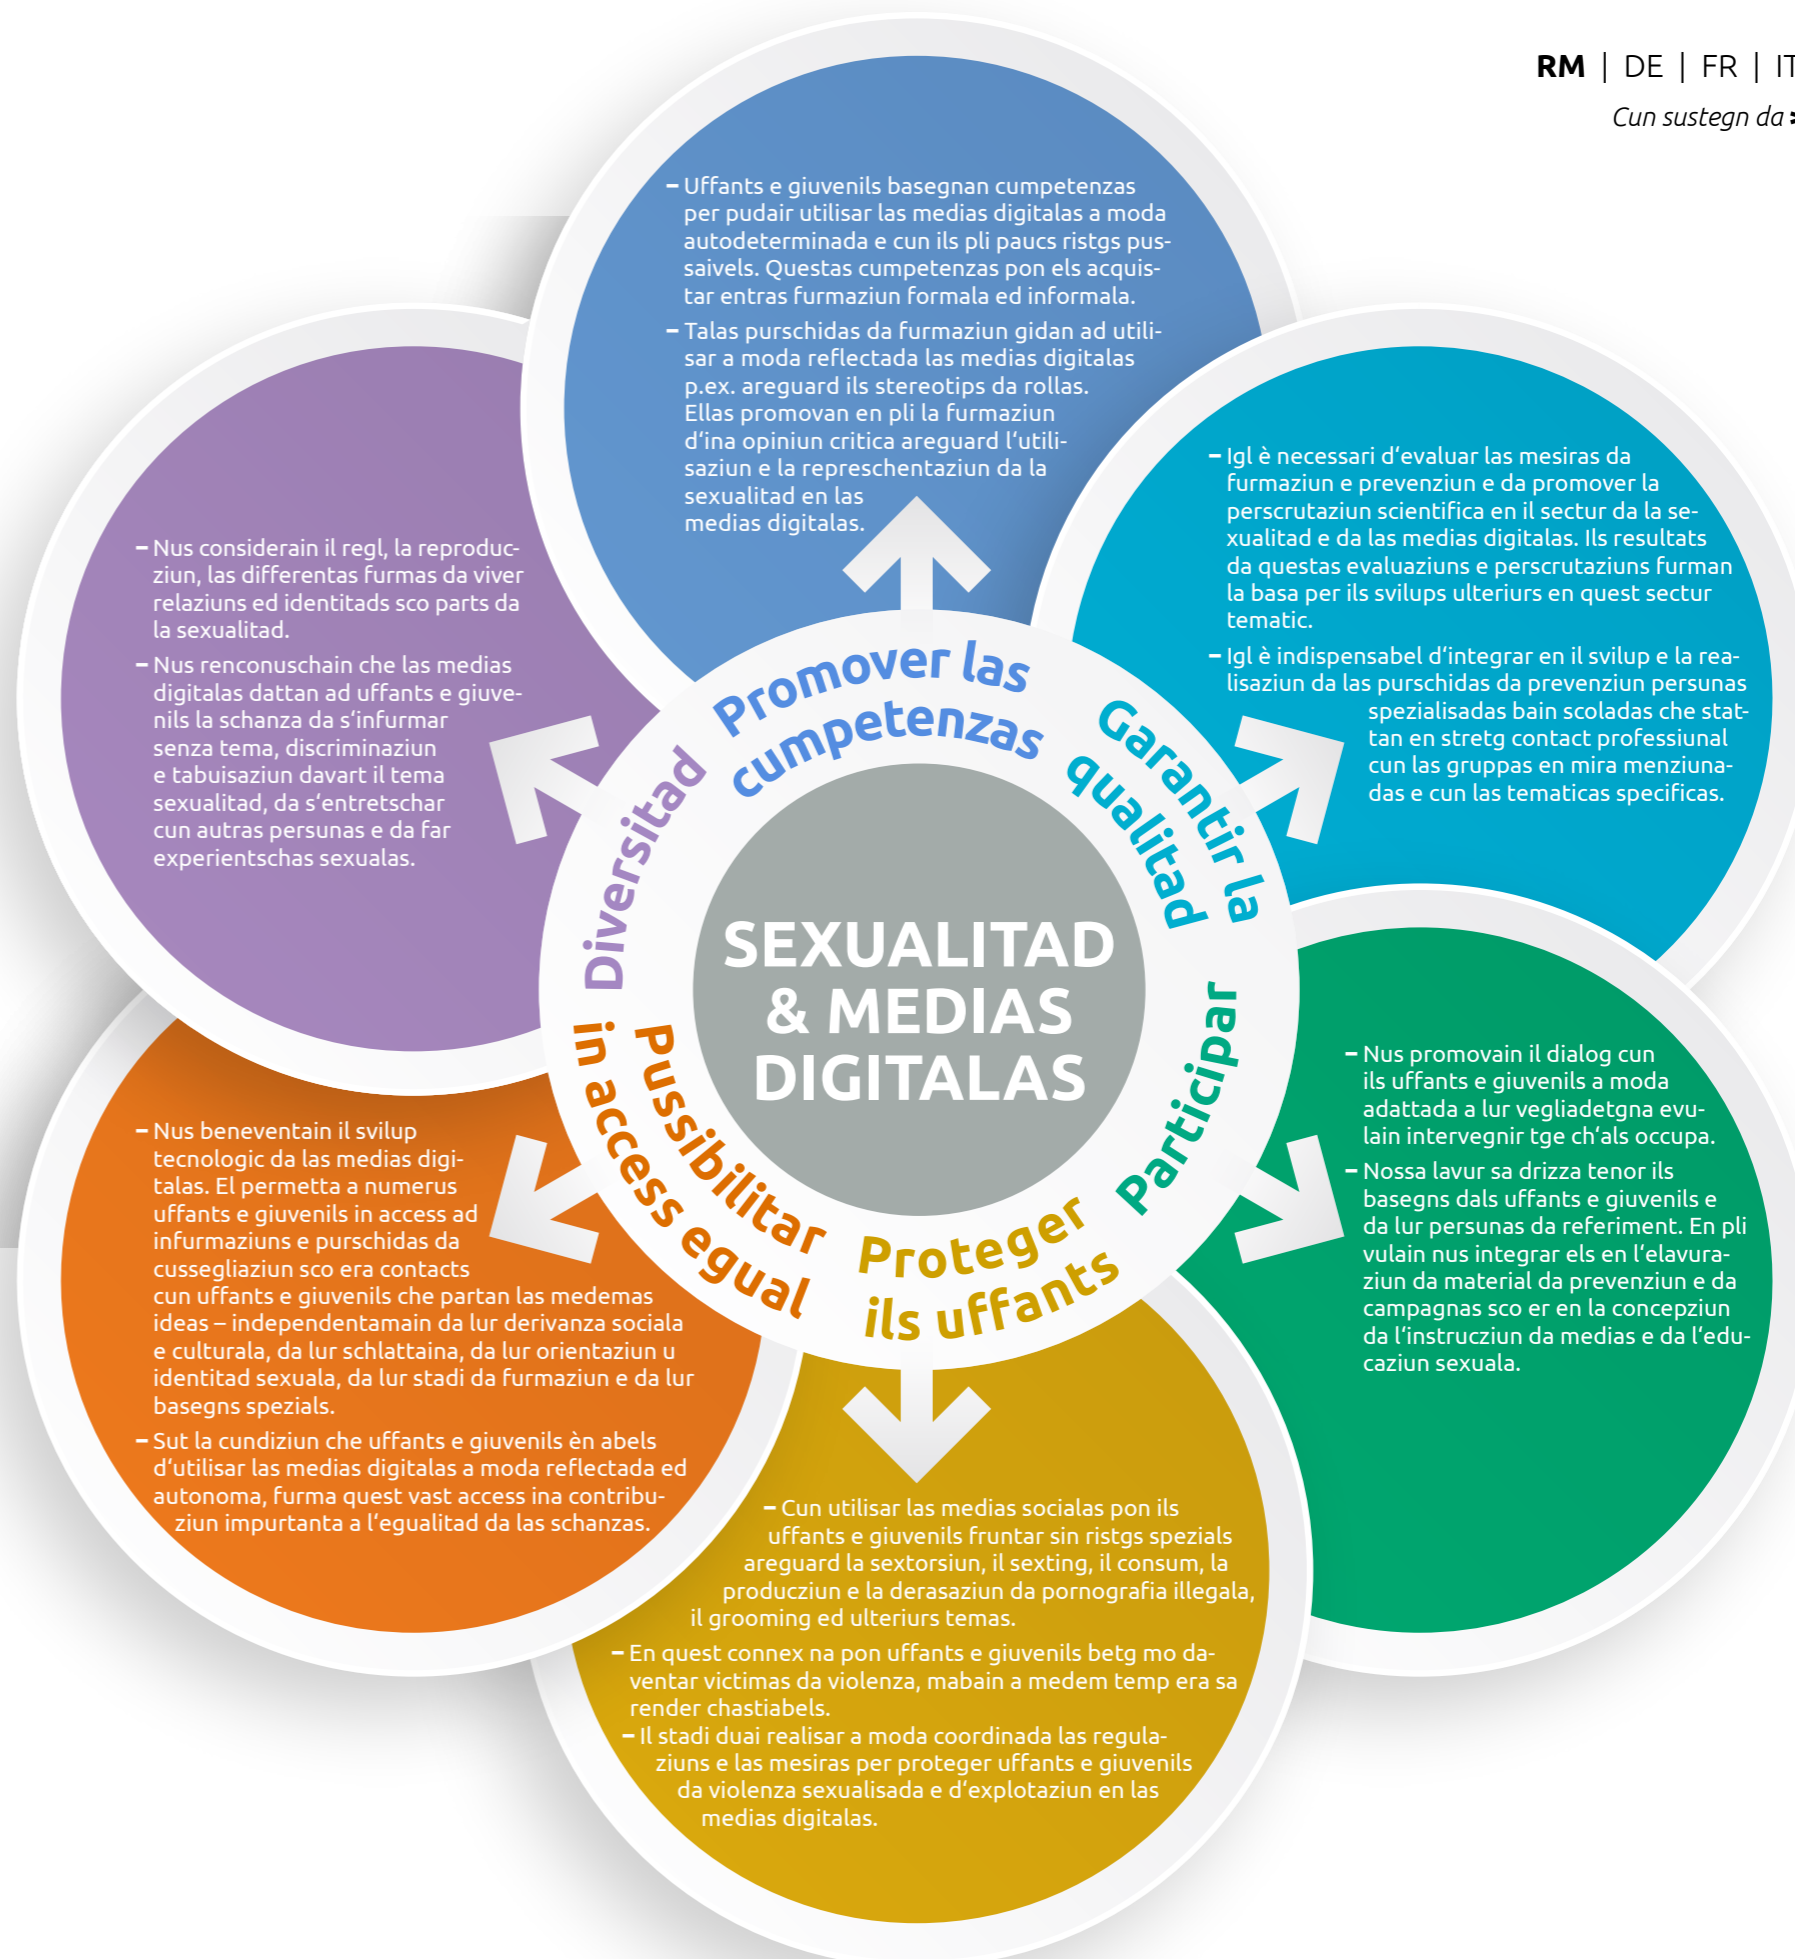 RM | DE | FR | IT
Cun sustegn da
– Uffants e giuvenils basegnan cumpetenzas
per pudair utilisar las medias digitalas a moda
autodeterminada e cun ils pli paucs ristgs pus-
saivels. Questas cumpetenzas pon els acquis-
tar entras furmaziun formala ed informala.
– Talas purschidas da furmaziun gidan ad utili-
sar a moda reflectada las medias digitalas
p.ex. areguard ils stereotips da rollas.
Ellas promovan en pli la furmaziun
d‘ina opiniun critica areguard l‘utili-
saziun e la represchentaziun da la
sexualitad en las
medias digitalas.
– Igl è necessari d‘evaluar las mesiras da
furmaziun e prevenziun e da promover la
perscrutaziun scientifica en il sectur da la se-
xualitad e da las medias digitalas. Ils resultats
da questas evaluaziuns e perscrutaziuns furman
la basa per ils svilups ulteriurs en quest sectur
tematic.
– Igl è indispensabel d‘integrar en il svilup e la rea-
lisaziun da las purschidas da prevenziun persunas
spezialisadas bain scoladas che stat-
tan en stretg contact professiunal
cun las gruppas en mira menziuna-
das e cun las tematicas specificas.
– Nus considerain il regl, la reproduc-
ziun, las differentas furmas da viver
relaziuns ed identitads sco parts da
la sexualitad.
– Nus renconuschain che las medias
digitalas dattan ad uffants e giuve-
nils la schanza da s‘infurmar
senza tema, discriminaziun
e tabuisaziun davart il tema
sexualitad, da s‘entretschar
cun autras persunas e da far
experientschas sexualas.
Promover las
cumpetenzas
Garantir la
qualitad
Diversitad
SEXUALITAD
& MEDIAS
DIGITALAS
Participar
Pussibilitar
in access egual
Proteger
ils uffants
– Nus promovain il dialog cun
ils uffants e giuvenils a moda
adattada a lur vegliadetgna evu-
lain intervegnir tge ch‘als occupa.
– Nossa lavur sa drizza tenor ils
basegns dals uffants e giuvenils e
da lur persunas da referiment. En pli
vulain nus integrar els en l‘elavura-
ziun da material da prevenziun e da
campagnas sco er en la concepziun
da l‘instrucziun da medias e da l‘edu-
caziun sexuala.
– Nus beneventain il svilup
tecnologic da las medias digi-
talas. El permetta a numerus
uffants e giuvenils in access ad
infurmaziuns e purschidas da
cussegliaziun sco era contacts
cun uffants e giuvenils che partan las medemas
ideas – independentamain da lur derivanza sociala
e culturala, da lur schlattaina, da lur orientaziun u
identitad sexuala, da lur stadi da furmaziun e da lur
basegns spezials.
– Sut la cundiziun che uffants e giuvenils èn abels
d‘utilisar las medias digitalas a moda reflectada ed
autonoma, furma quest vast access ina contribu-
ziun impurtanta a l‘egualitad da las schanzas.
– Cun utilisar las medias socialas pon ils
uffants e giuvenils fruntar sin ristgs spezials
areguard la sextorsiun, il sexting, il consum, la
producziun e la derasaziun da pornografia illegala,
il grooming ed ulteriurs temas.
– En quest connex na pon uffants e giuvenils betg mo da-
ventar victimas da violenza, mabain a medem temp era sa
render chastiabels.
– Il stadi duai realisar a moda coordinada las regula-
ziuns e las mesiras per proteger uffants e giuvenils
da violenza sexualisada e d‘explotaziun en las
medias digitalas.